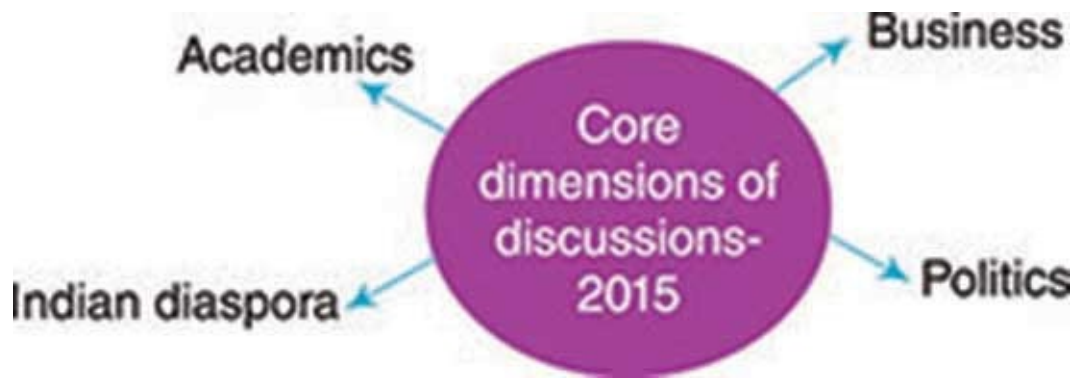 Academics
Business
Core
dimensions of
discussions-
2015
Indian diaspora
Politics